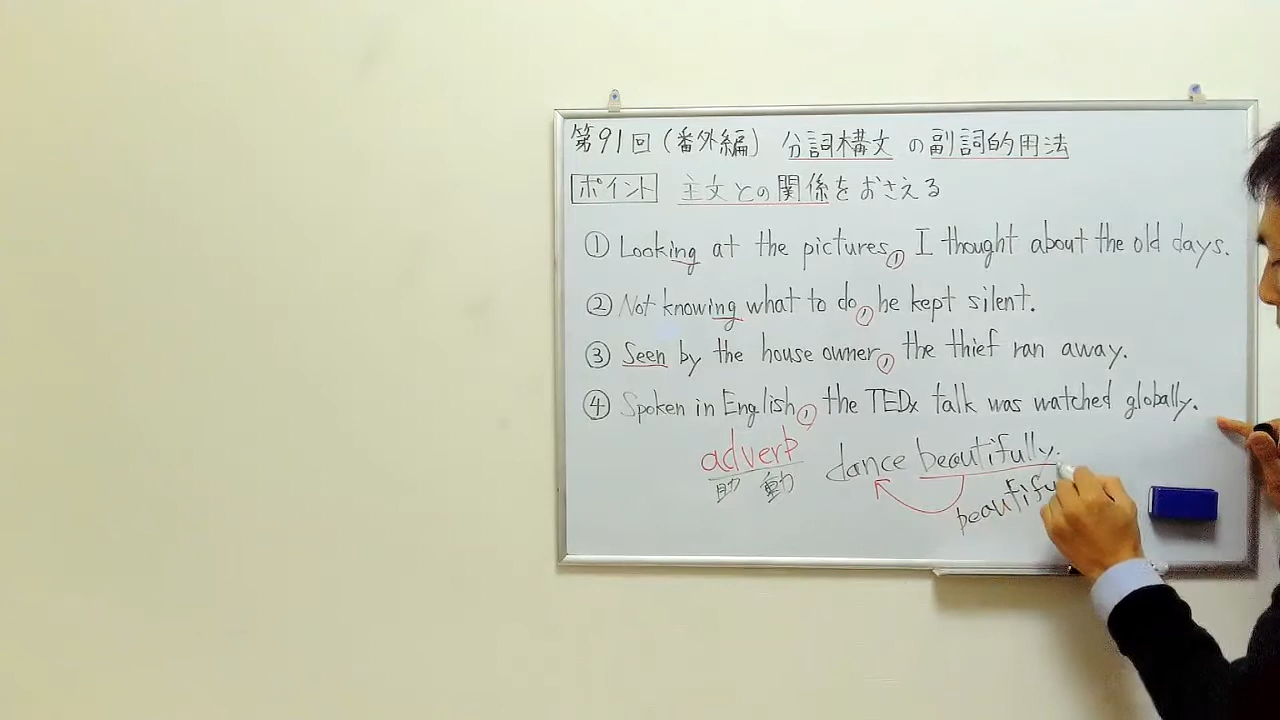 第91回(番外編) 分詞構文の副詞的用法
ポイント 主文との関係をおさえる
① Looking at the pictures, I thought about the old days.
② Not knowing what to do, he kept silent.
③ Seen by the house owner, the thief ran away.
④ Spoken in English, the TEDx talk was watched globally.
adverb dance beautifully.
助 動
beautifu